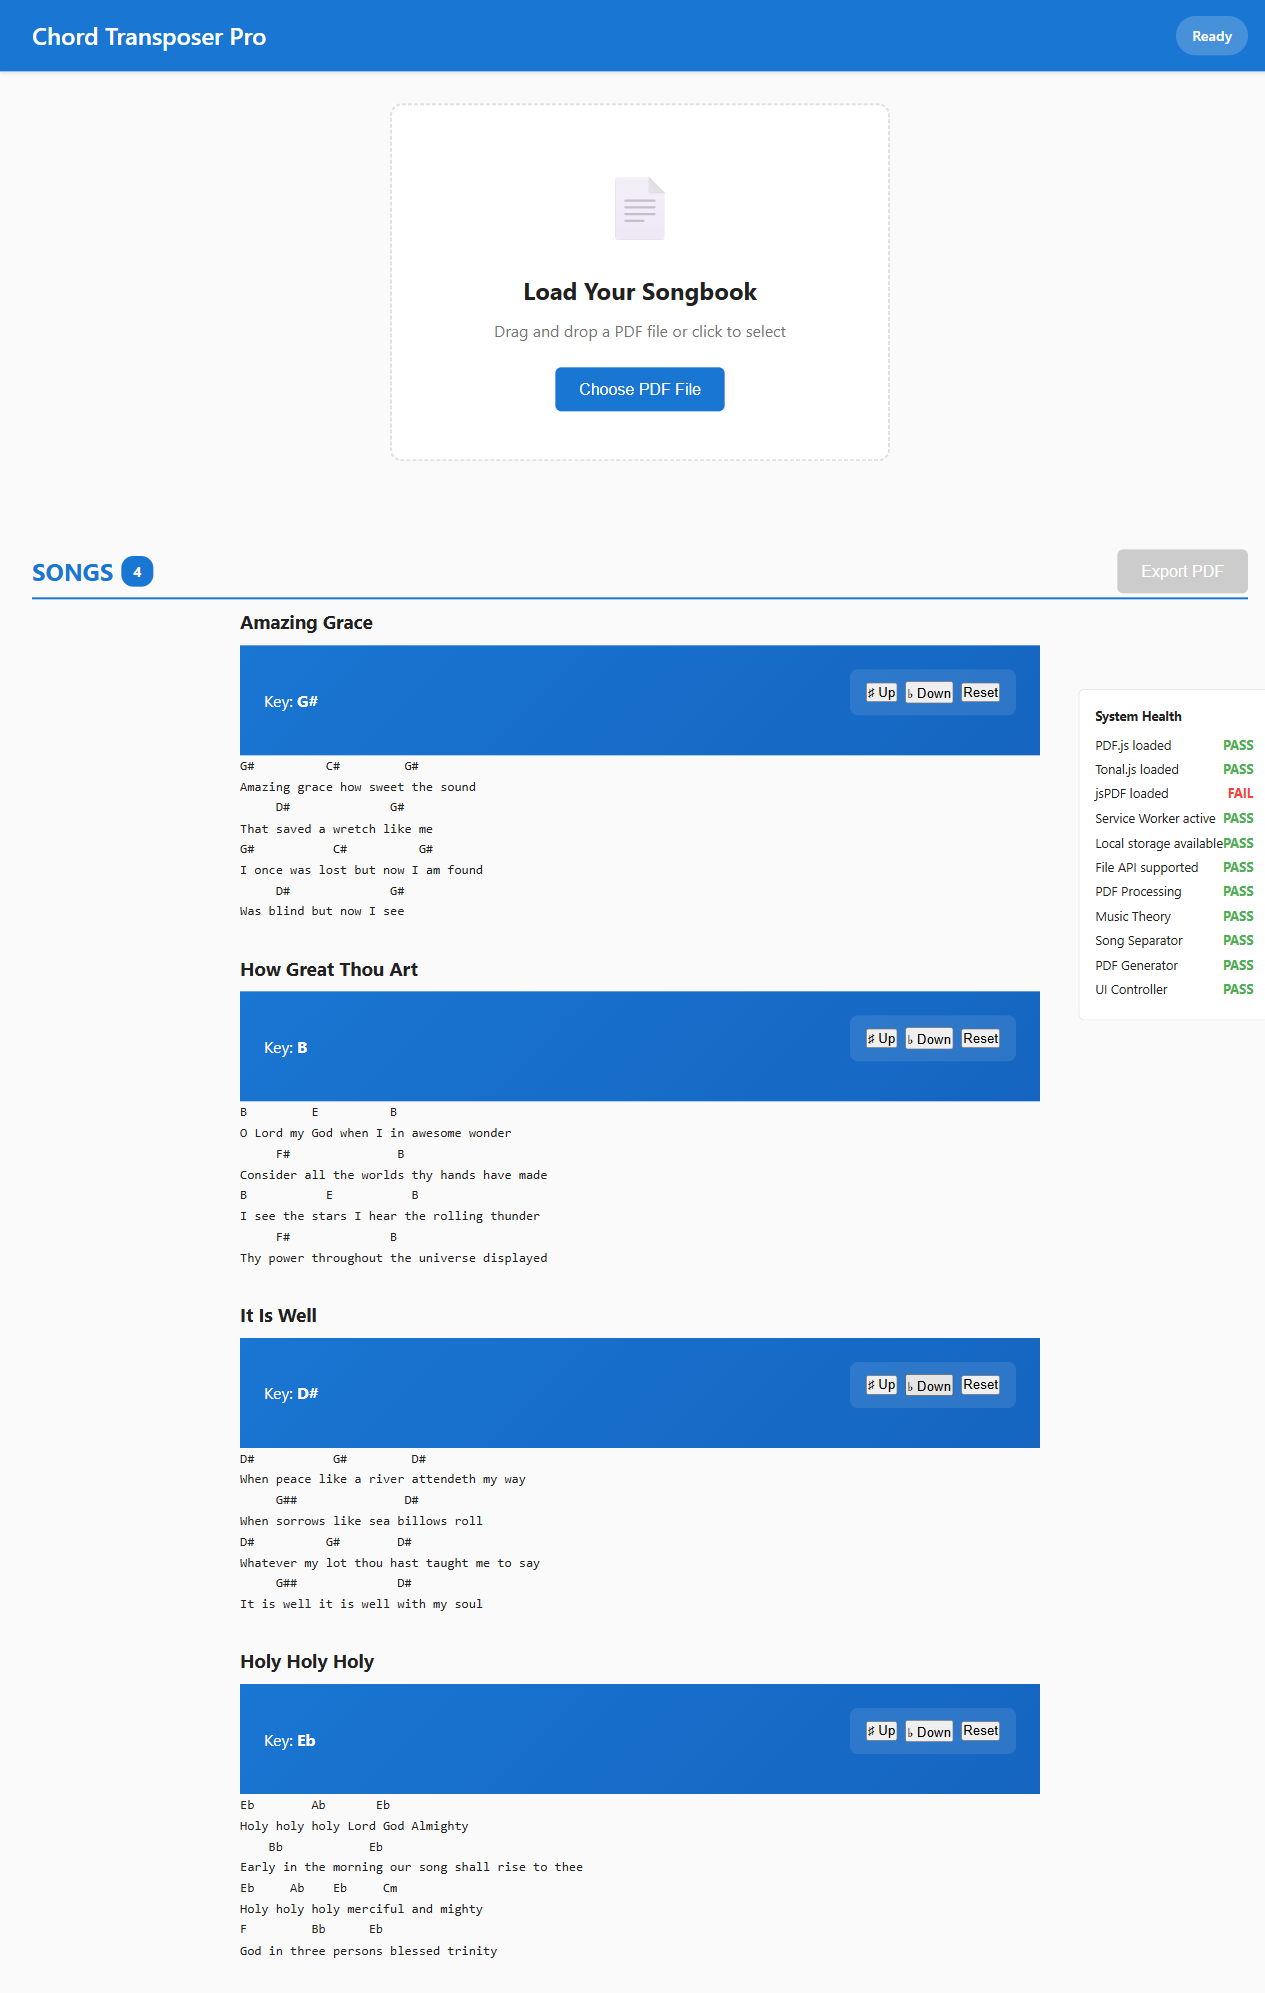 Chord Transposer Pro
Ready
Load Your Songbook
Drag and drop a PDF file or click to select
Choose PDF File
SONGS 4
Export PDF
Amazing Grace
Key: G#
♯ Up ♭ Down Reset
G# C# G#
Amazing grace how sweet the sound
D# G#
That saved a wretch like me
G# C# G#
I once was lost but now I am found
D# G#
Was blind but now I see
System Health
PDF.js loaded PASS
Tonal.js loaded PASS
jsPDF loaded FAIL
Service Worker active PASS
Local storage available PASS
File API supported PASS
PDF Processing PASS
Music Theory PASS
Song Separator PASS
PDF Generator PASS
UI Controller PASS
How Great Thou Art
Key: B
♯ Up ♭ Down Reset
B E B
O Lord my God when I in awesome wonder
F# B
Consider all the worlds thy hands have made
B E B
I see the stars I hear the rolling thunder
F# B
Thy power throughout the universe displayed
It Is Well
Key: D#
♯ Up ♭ Down Reset
D# G# D#
When peace like a river attendeth my way
G## D#
When sorrows like sea billows roll
D# G# D#
Whatever my lot thou hast taught me to say
G## D#
It is well it is well with my soul
Holy Holy Holy
Key: Eb
♯ Up ♭ Down Reset
Eb Ab Eb
Holy holy holy Lord God Almighty
Bb Eb
Early in the morning our song shall rise to thee
Eb Ab Eb Cm
Holy holy holy merciful and mighty
F Bb Eb
God in three persons blessed trinity